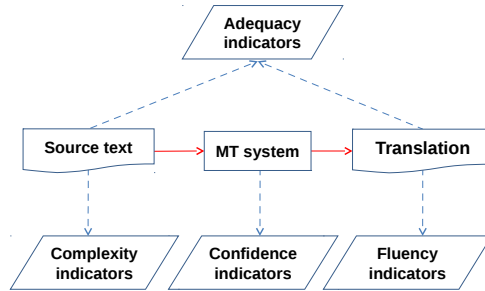 Adequacy
indicators
Source text
MT system
Translation
Complexity
indicators
Confidence
indicators
Fluency
indicators